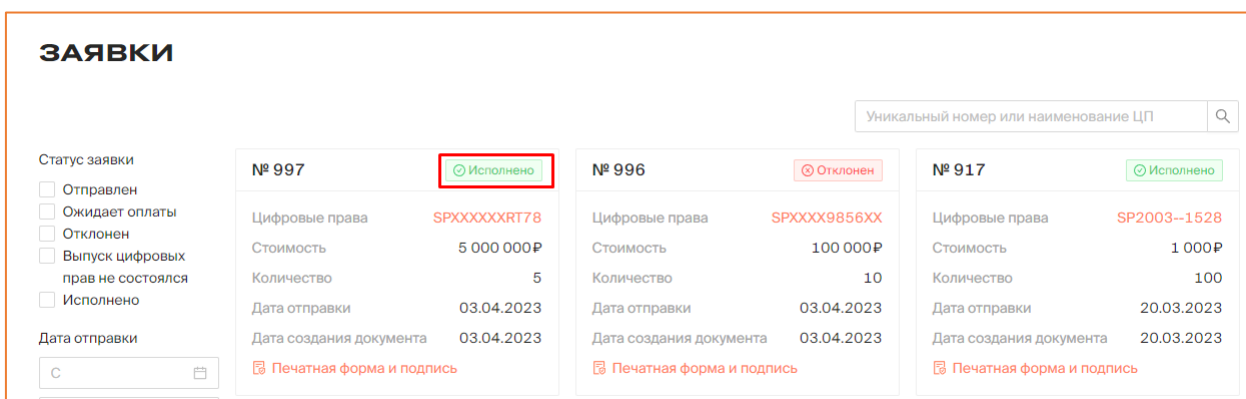 ЗАЯВКИ
Уникальный номер или наименование ЦП
Статус заявки
Отправлен
Ожидает оплаты
Отклонен
Выпуск цифровых
прав не состоялся
Исполнено
Дата отправки
С
№ 997
Исполнено
Цифровые права SPXXXXXXRT78
Стоимость 5 000 000₽
Количество 5
Дата отправки 03.04.2023
Дата создания документа 03.04.2023
Печатная форма и подпись
№ 996
Отклонен
Цифровые права SPXXXX9856XX
Стоимость 100 000₽
Количество 10
Дата отправки 03.04.2023
Дата создания документа 03.04.2023
Печатная форма и подпись
№ 917
Исполнено
Цифровые права SP2003--1528
Стоимость 1 000₽
Количество 100
Дата отправки 20.03.2023
Дата создания документа 20.03.2023
Печатная форма и подпись